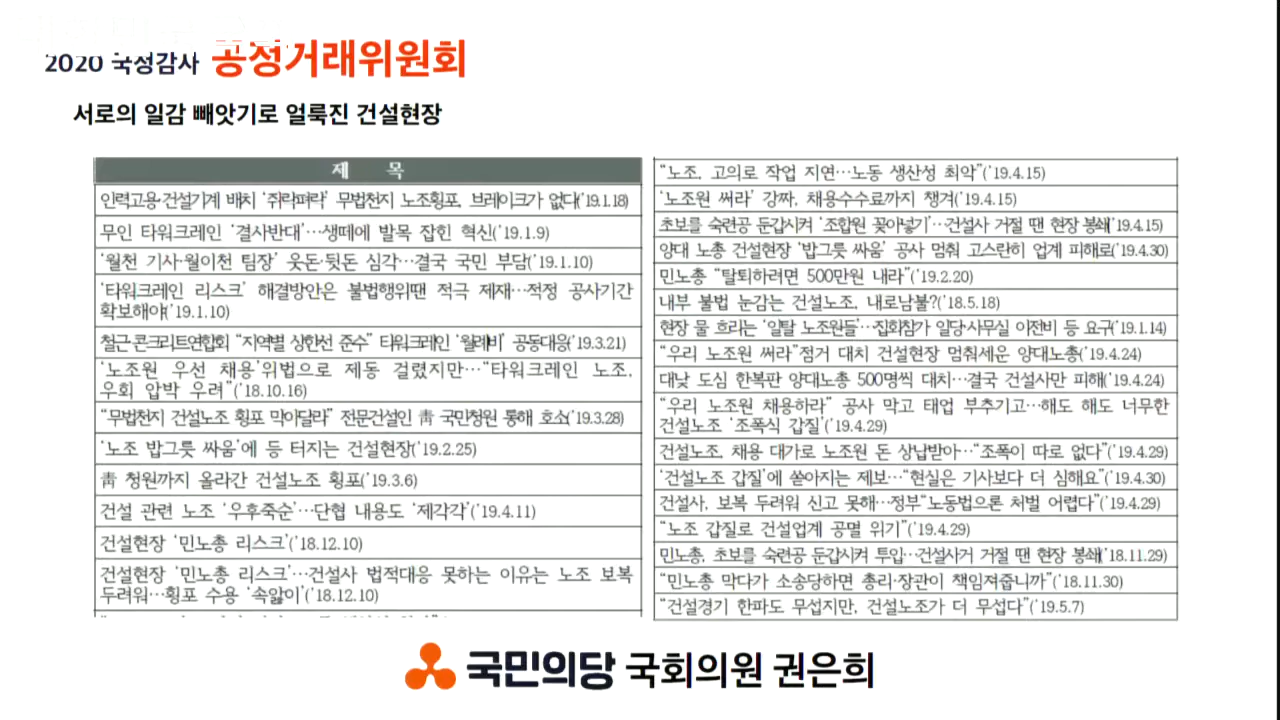 2020 국정감사 공정거래위원회
서로의 일감 빼앗기로 얼룩진 건설현장
제 목
인력고용·건설기계 배치 ‘쥐락펴락’ 무법천지 노조횡포, 브레이크가 없다(‘19.1.18)
무인 타워크레인 ‘결사반대’…생떼에 발목 잡힌 혁신(‘19.1.9)
‘월천 기사·월이천 팀장’ 웃돈·뒷돈 심각…결국 국민 부담(‘19.1.10)
‘타워크레인 리스크’ 해결방안은 불법행위땐 적극 제재…적정 공사기간
확보해야(‘19.1.10)
철근·콘크리트연합회 “지역별 상한선 준수” 타워크레인 ‘월례비’ 공동대응(‘19.3.21)
‘노조원 우선 채용’위법으로 제동 걸렸지만…“타워크레인 노조,
우회 압박 우려”(‘18.10.16)
“무법천지 건설노조 횡포 막아달라” 전문건설인 靑 국민청원 통해 호소(‘19.3.28)
‘노조 밥그릇 싸움’에 등 터지는 건설현장(‘19.2.25)
靑 청원까지 올라간 건설노조 횡포(‘19.3.6)
건설 관련 노조 ‘우후죽순’…단협 내용도 ‘제각각’(‘19.4.11)
건설현장 ‘민노총 리스크’(‘18.12.10)
건설현장 ‘민노총 리스크’…건설사 법적대응 못하는 이유는 노조 보복
두려워…횡포 수용 ‘속앓이’(‘18.12.10)
“노조, 고의로 작업 지연…노동 생산성 최악”(‘19.4.15)
‘노조원 써라’ 강짜, 채용수수료까지 챙겨(‘19.4.15)
초보를 숙련공 둔갑시켜 ‘조합원 꽂아넣기’…건설사 거절 땐 현장 봉쇄(‘19.4.15)
양대 노총 건설현장 ‘밥그릇 싸움’ 공사 멈춰 고스란히 업계 피해로(‘19.4.30)
민노총 “탈퇴하려면 500만원 내라”(‘19.2.20)
내부 불법 눈감는 건설노조, 내로남불?(‘18.5.18)
현장 물 흐리는 ‘일탈 노조원들’…집회참가 일당·사무실 이전비 등 요구(‘19.1.14)
“우리 노조원 써라”점거 대치 건설현장 멈춰세운 양대노총(‘19.4.24)
대낮 도심 한복판 양대노총 500명씩 대치…결국 건설사만 피해(‘19.4.24)
“우리 노조원 채용하라” 공사 막고 태업 부추기고…해도 해도 너무한
건설노조 ‘조폭식 갑질’(‘19.4.29)
건설노조, 채용 대가로 노조원 돈 상납받아…“조폭이 따로 없다”(‘19.4.29)
‘건설노조 갑질’에 쏟아지는 제보…“현실은 기사보다 더 심해요”(‘19.4.30)
건설사, 보복 두려워 신고 못해…정부“노동법으론 처벌 어렵다”(‘19.4.29)
“노조 갑질로 건설업계 공멸 위기”(‘19.4.29)
민노총, 초보를 숙련공 둔갑시켜 투입…건설사거 거절 땐 현장 봉쇄(‘18.11.29)
“민노총 막다가 소송당하면 총리·장관이 책임져줍니까”(‘18.11.30)
“건설경기 한파도 무섭지만, 건설노조가 더 무섭다”(‘19.5.7)
국민의당 국회의원 권은희